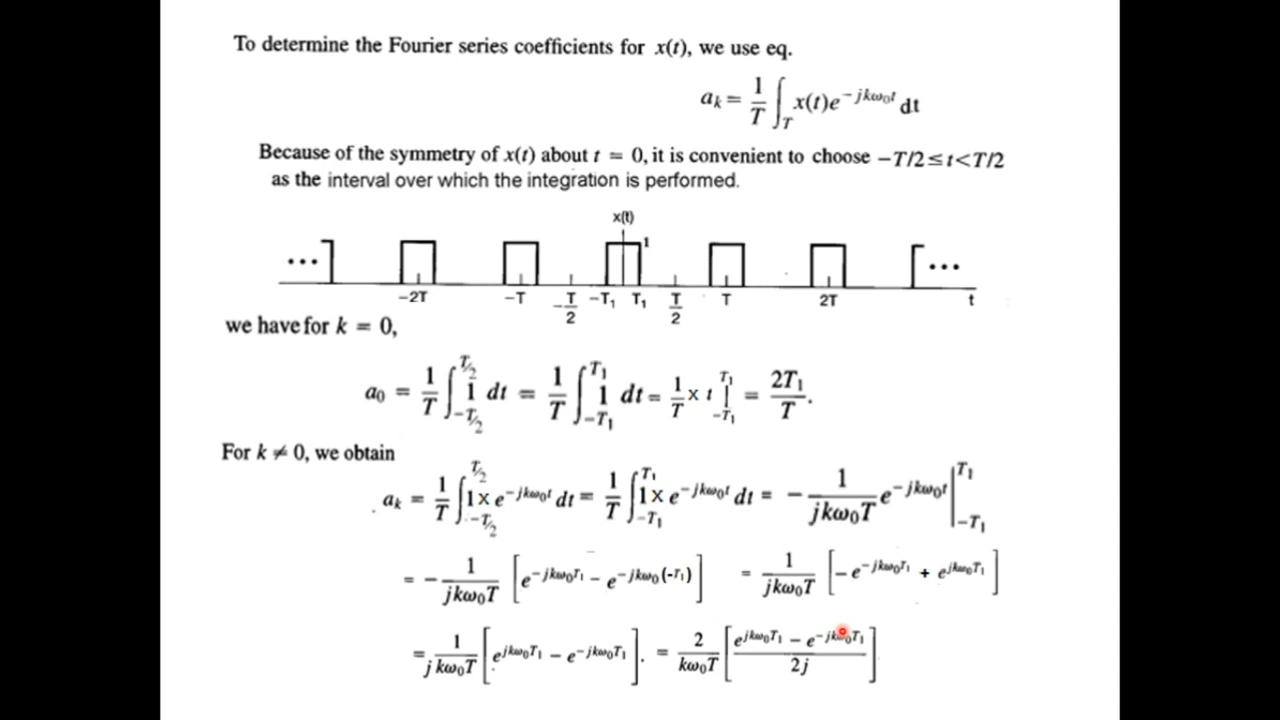 To determine the Fourier series coefficients for x(t), we use eq.
a_k = 1/T ∫_T x(t)e^{-jkω₀t} dt
Because of the symmetry of x(t) about t = 0, it is convenient to choose −T/2 ≤ t < T/2
as the interval over which the integration is performed.
x(t)
1
••• •••
−2T −T −T/2 −T₁ T₁ T/2 T 2T t
we have for k = 0,
a₀ = 1/T ∫_{-T/2}^{T/2} 1 dt = 1/T ∫_{-T₁}^{T₁} 1 dt = 1/T x t |_{-T₁}^{T₁} = 2T₁/T.
For k ≠ 0, we obtain
a_k = 1/T ∫_{-T/2}^{T/2} 1 x e^{-jkω₀t} dt = 1/T ∫_{-T₁}^{T₁} 1 x e^{-jkω₀t} dt = − 1/(jkω₀T) e^{-jkω₀t} |_{-T₁}^{T₁}
= − 1/(jkω₀T) [e^{-jkω₀T₁} − e^{-jkω₀(-T₁)}] = 1/(jkω₀T) [− e^{-jkω₀T₁} + e^{jkω₀T₁}]
= 1/(jkω₀T) [e^{jkω₀T₁} − e^{-jkω₀T₁}]. = 2/(kω₀T) [(e^{jkω₀T₁} − e^{-jkω₀T₁})/2j]